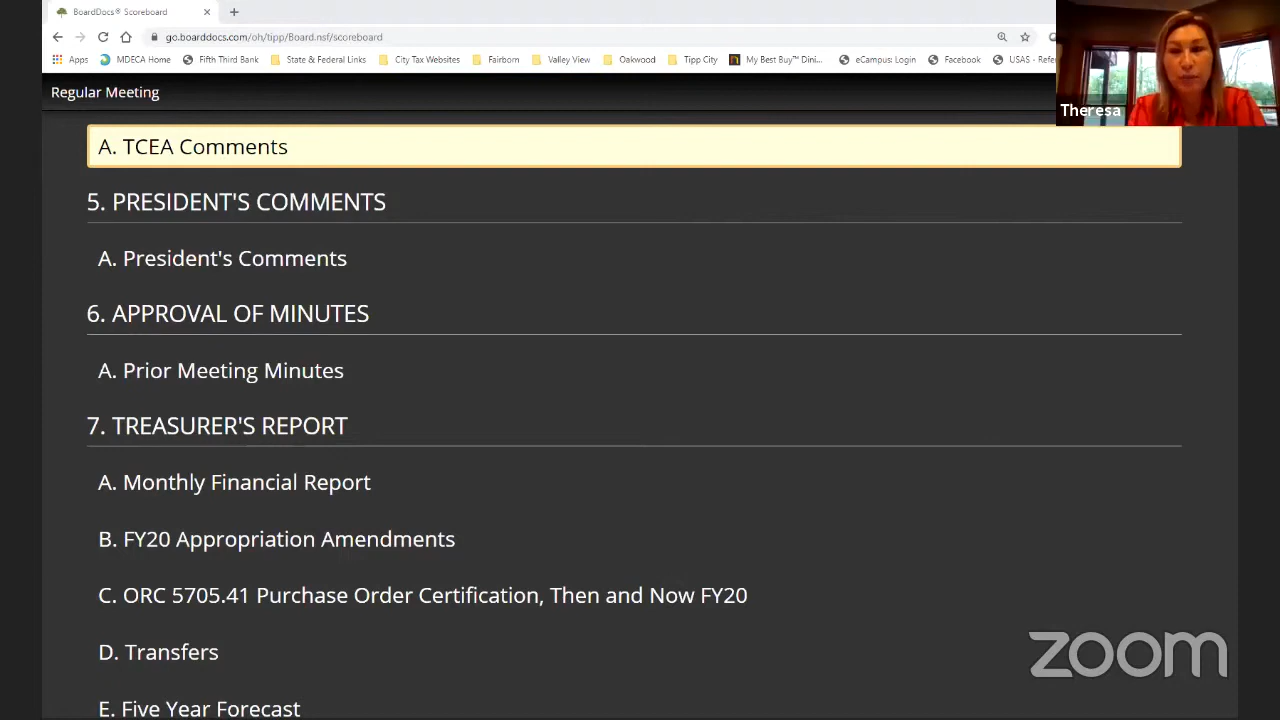 BoardDocs® Scoreboard
go.boarddocs.com/oh/tipp/Board.nsf/scoreboard
Apps MDECA Home Fifth Third Bank State & Federal Links Tax Websites Fairborn Valley View Oakwood Tipp City My Best Buy™ Dini... eCampus: Login Facebook USAS - Refe
Regular Meeting
Theresa
A. TCEA Comments
5. PRESIDENT'S COMMENTS
A. President's Comments
6. APPROVAL OF MINUTES
A. Prior Meeting Minutes
7. TREASURER'S REPORT
A. Monthly Financial Report
B. FY20 Appropriation Amendments
C. ORC 5705.41 Purchase Order Certification, Then and Now FY20
D. Transfers
E. Five Year Forecast
zoom